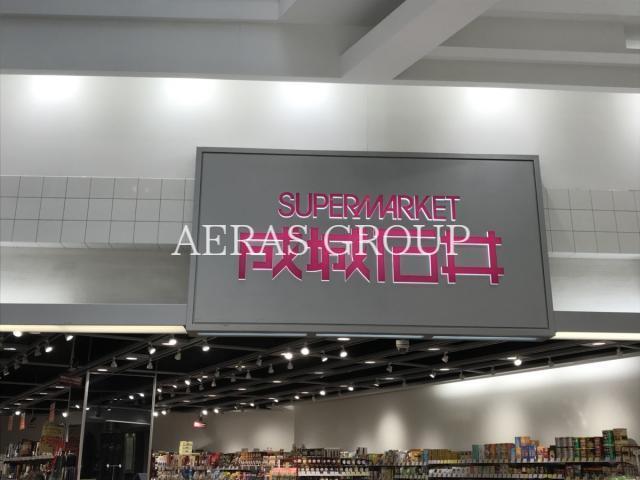 SUPERMARKET
成城石井
AERAS GROUP